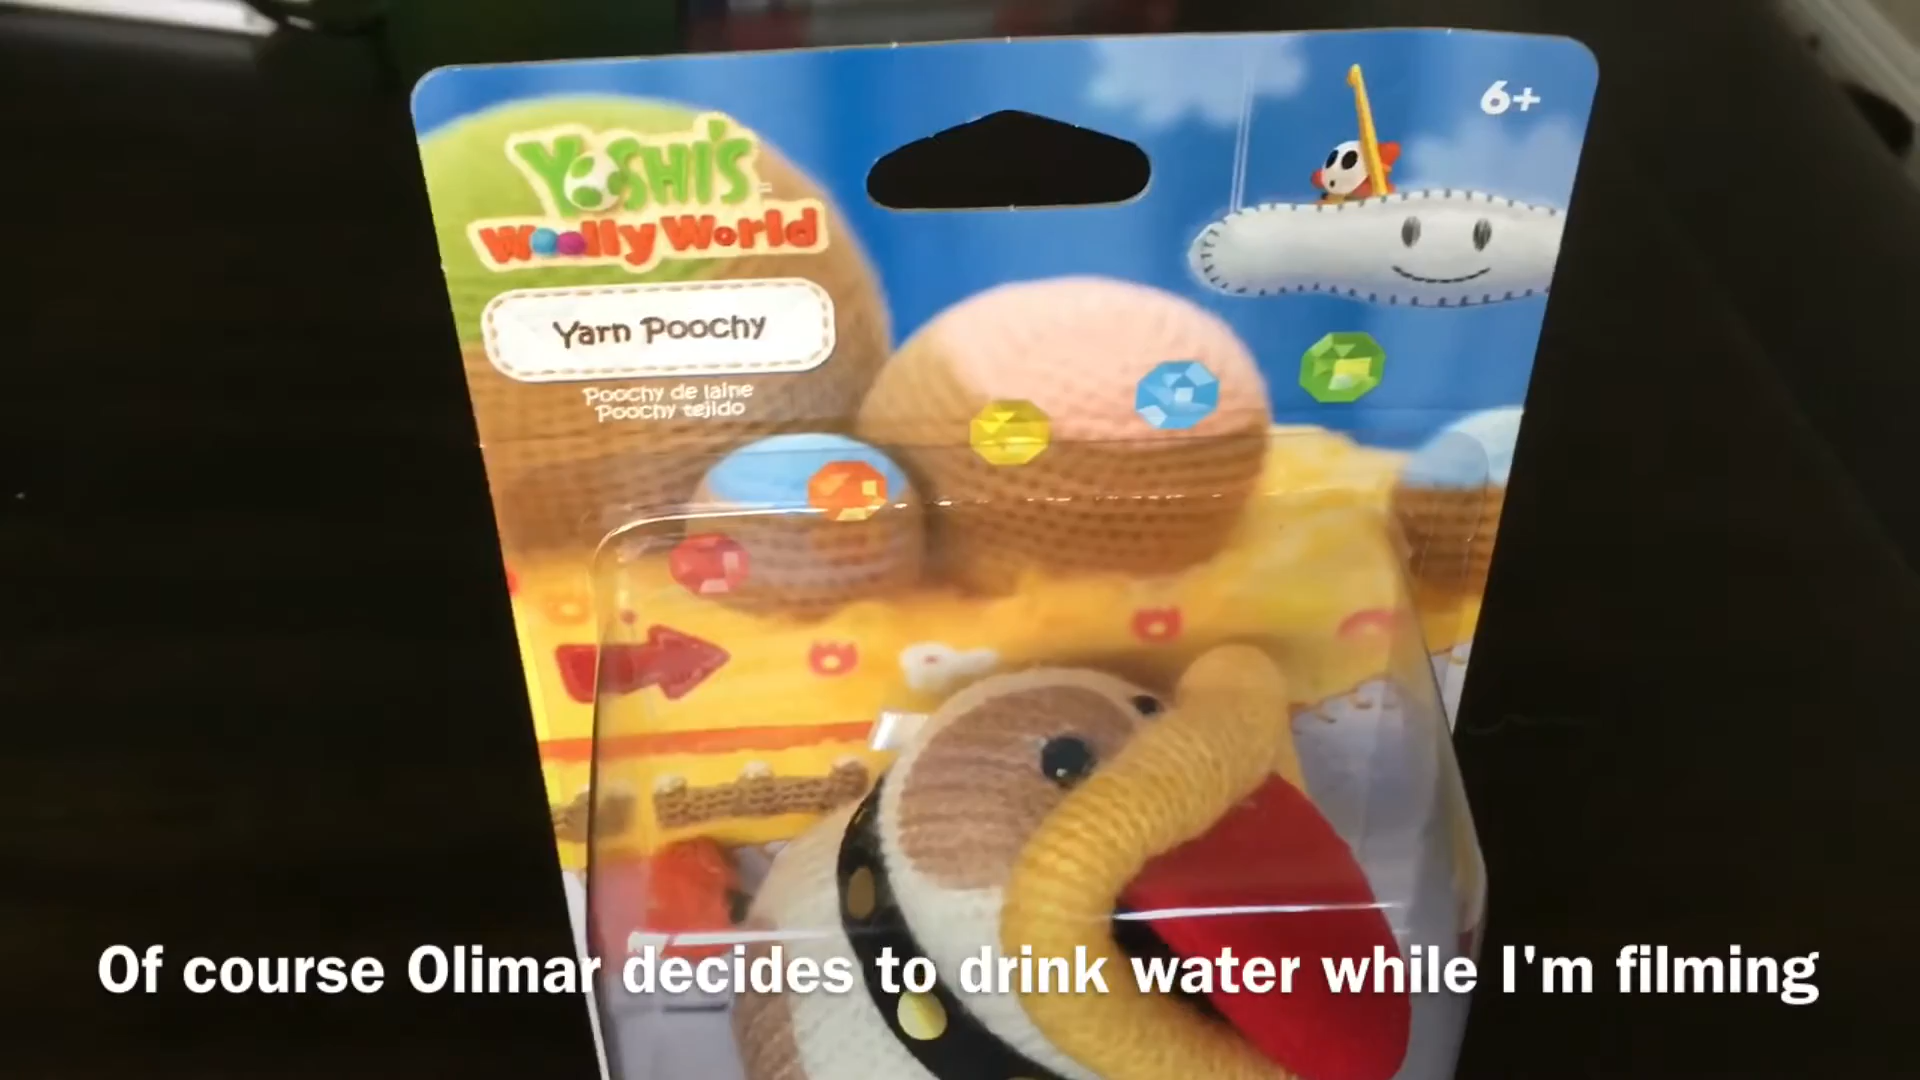 6+
YOSHI'S
Woolly World
Yarn Poochy
Poochy de laine
Poochy tejido
Of course Olimar decides to drink water while I'm filming